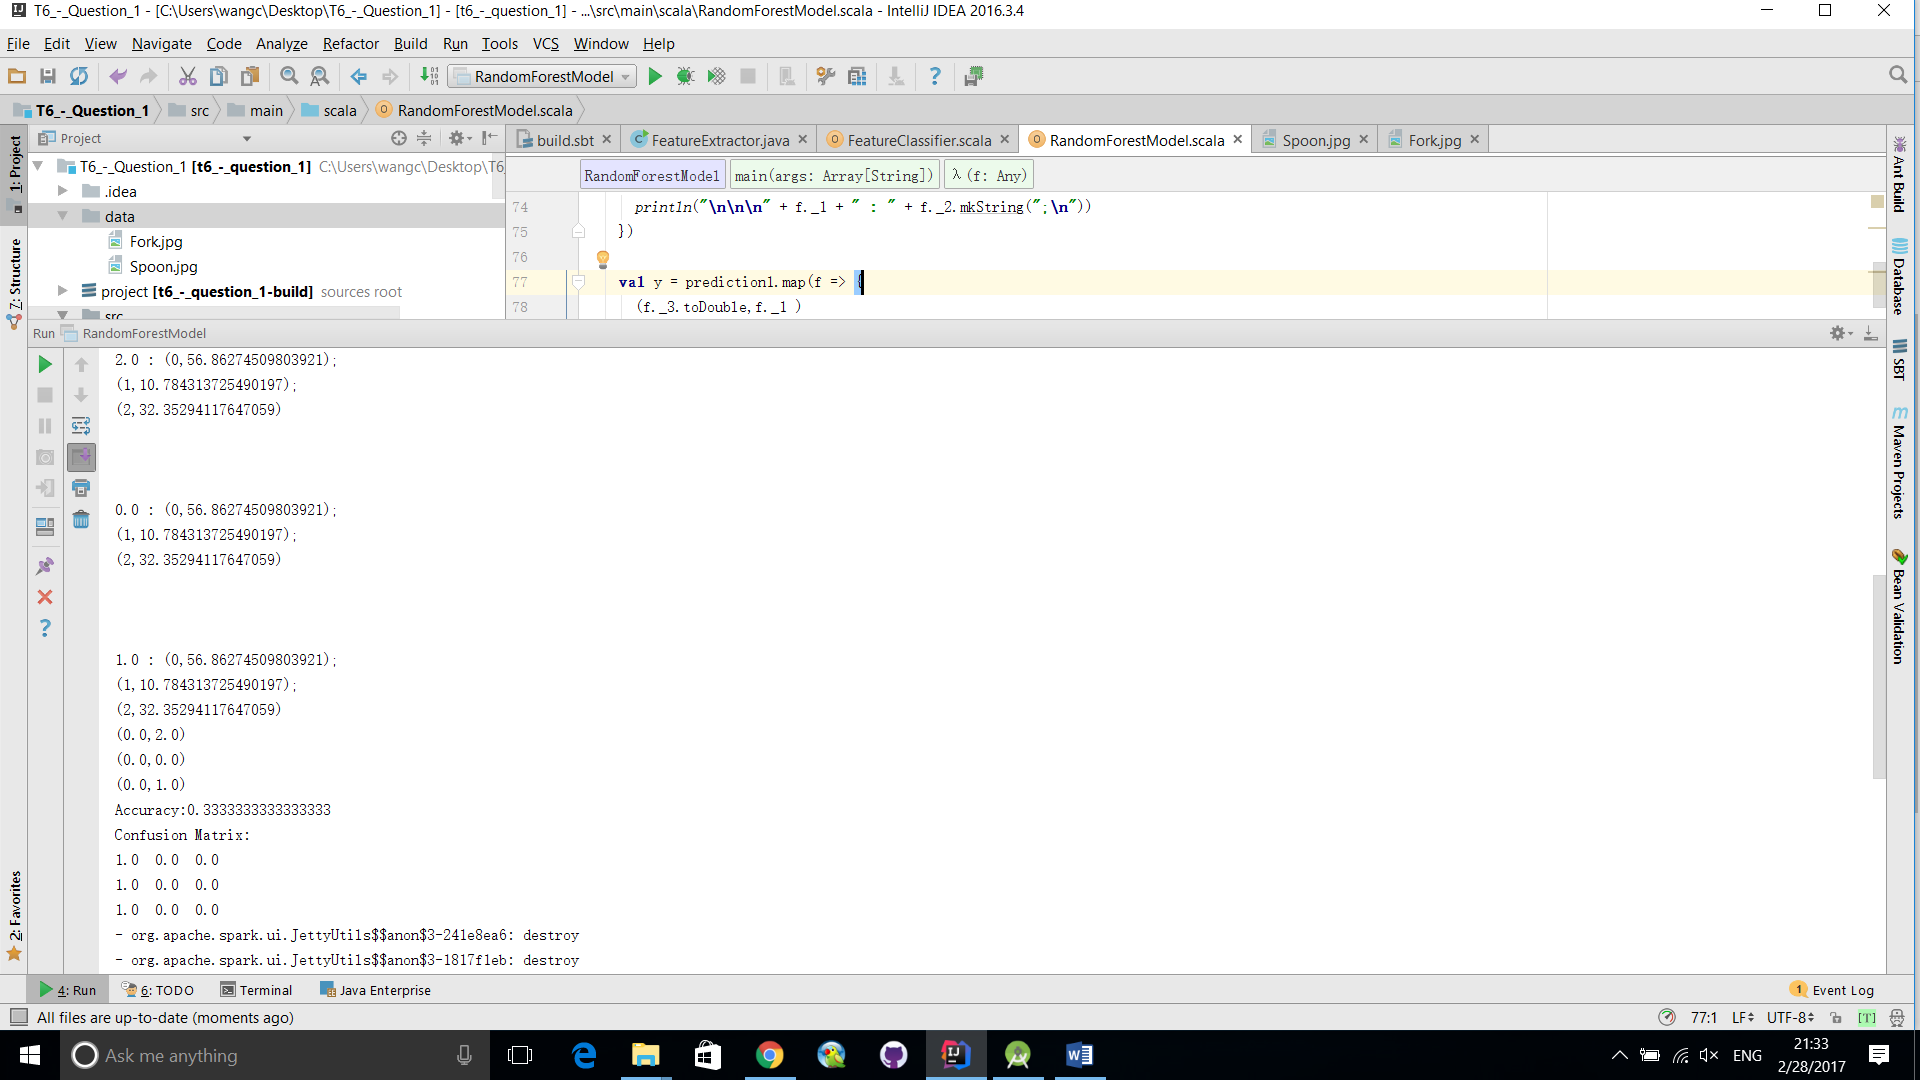 T6_-_Question_1 - [C:\Users\wangc\Desktop\T6_-_Question_1] - [t6_-_question_1] - ...\src\main\scala\RandomForestModel.scala - IntelliJ IDEA 2016.3.4
File Edit View Navigate Code Analyze Refactor Build Run Tools VCS Window Help
RandomForestModel
T6_-_Question_1 src main scala RandomForestModel.scala
Project
build.sbt FeatureExtractor.java FeatureClassifier.scala RandomForestModel.scala Spoon.jpg Fork.jpg
T6_-_Question_1 [t6_-_question_1] C:\Users\wangc\Desktop\T6_
.idea
data
Fork.jpg
Spoon.jpg
project [t6_-_question_1-build] sources root
src
RandomForestModel main(args: Array[String]) λ (f: Any)
74 println("\n\n\n" + f._1 + " : " + f._2.mkString(";\n"))
75 })
76
77 val y = prediction1.map(f => {
78 (f._3.toDouble,f._1 )
Run RandomForestModel
2.0 : (0,56.86274509803921);
(1,10.784313725490197);
(2,32.35294117647059)
0.0 : (0,56.86274509803921);
(1,10.784313725490197);
(2,32.35294117647059)
1.0 : (0,56.86274509803921);
(1,10.784313725490197);
(2,32.35294117647059)
(0.0,2.0)
(0.0,0.0)
(0.0,1.0)
Accuracy:0.3333333333333333
Confusion Matrix:
1.0 0.0 0.0
1.0 0.0 0.0
1.0 0.0 0.0
- org.apache.spark.ui.JettyUtils$$anon$3-241e8ea6: destroy
- org.apache.spark.ui.JettyUtils$$anon$3-1817f1eb: destroy
1: Project
7: Structure
2: Favorites
Ant Build
Database
SBT
Maven Projects
Bean Validation
4: Run 6: TODO Terminal Java Enterprise
1 Event Log
All files are up-to-date (moments ago)
77:1 LF UTF-8 [T]
Ask me anything
ENG
21:33
2/28/2017